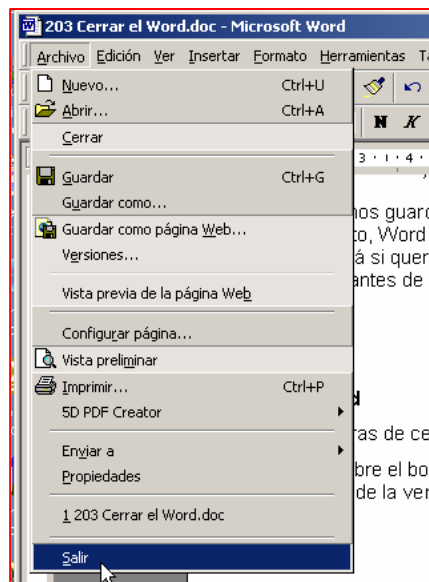 203 Cerrar el Word.doc - Microsoft Word
Archivo Edición Ver Insertar Formato Herramientas
Nuevo... Ctrl+U
Abrir... Ctrl+A
N K
Cerrar
3 · 1 · 4 ·
Guardar Ctrl+G
Guardar como...
guard
Guardar como página Web...
to, Word
Versiones...
á si quer
antes de
Vista previa de la página Web
Configurar página...
Vista preliminar
Imprimir... Ctrl+P
5D PDF Creator
d
ras de ce
Enviar a
bre el bo
Propiedades
de la ver
1 203 Cerrar el Word.doc
Salir